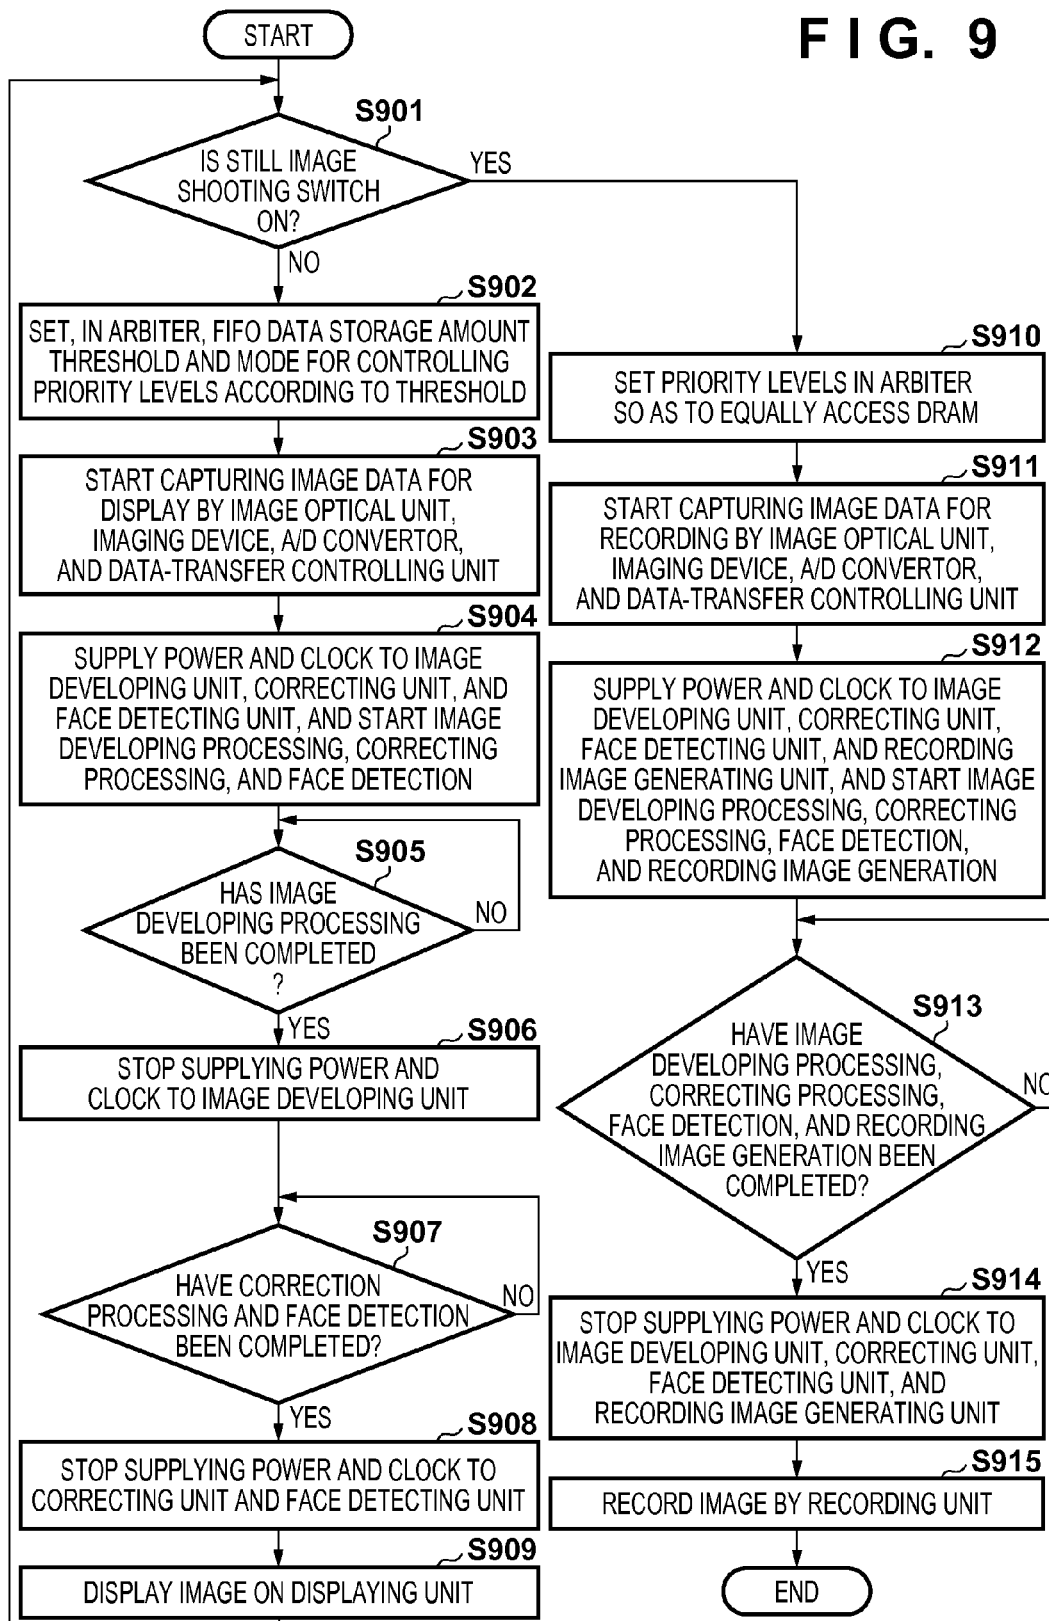 FIG. 9
START
S901
IS STILL IMAGE
SHOOTING SWITCH
ON?
YES
NO
S902
SET, IN ARBITER, FIFO DATA STORAGE AMOUNT
THRESHOLD AND MODE FOR CONTROLLING
PRIORITY LEVELS ACCORDING TO THRESHOLD
S903
START CAPTURING IMAGE DATA FOR
DISPLAY BY IMAGE OPTICAL UNIT,
IMAGING DEVICE, A/D CONVERTOR,
AND DATA-TRANSFER CONTROLLING UNIT
S904
SUPPLY POWER AND CLOCK TO IMAGE
DEVELOPING UNIT, CORRECTING UNIT, AND
FACE DETECTING UNIT, AND START IMAGE
DEVELOPING PROCESSING, CORRECTING
PROCESSING, AND FACE DETECTION
S905
HAS IMAGE
DEVELOPING PROCESSING
BEEN COMPLETED
?
NO
YES
S906
STOP SUPPLYING POWER AND
CLOCK TO IMAGE DEVELOPING UNIT
S907
HAVE CORRECTION
PROCESSING AND FACE DETECTION
BEEN COMPLETED?
NO
YES
S908
STOP SUPPLYING POWER AND CLOCK TO
CORRECTING UNIT AND FACE DETECTING UNIT
S909
DISPLAY IMAGE ON DISPLAYING UNIT
S910
SET PRIORITY LEVELS IN ARBITER
SO AS TO EQUALLY ACCESS DRAM
S911
START CAPTURING IMAGE DATA FOR
RECORDING BY IMAGE OPTICAL UNIT,
IMAGING DEVICE, A/D CONVERTOR,
AND DATA-TRANSFER CONTROLLING UNIT
S912
SUPPLY POWER AND CLOCK TO IMAGE
DEVELOPING UNIT, CORRECTING UNIT,
FACE DETECTING UNIT, AND RECORDING
IMAGE GENERATING UNIT, AND START IMAGE
DEVELOPING PROCESSING, CORRECTING
PROCESSING, FACE DETECTION,
AND RECORDING IMAGE GENERATION
S913
HAVE IMAGE
DEVELOPING PROCESSING,
CORRECTING PROCESSING,
FACE DETECTION, AND RECORDING
IMAGE GENERATION BEEN
COMPLETED?
NO
YES
S914
STOP SUPPLYING POWER AND CLOCK TO
IMAGE DEVELOPING UNIT, CORRECTING UNIT,
FACE DETECTING UNIT, AND
RECORDING IMAGE GENERATING UNIT
S915
RECORD IMAGE BY RECORDING UNIT
END